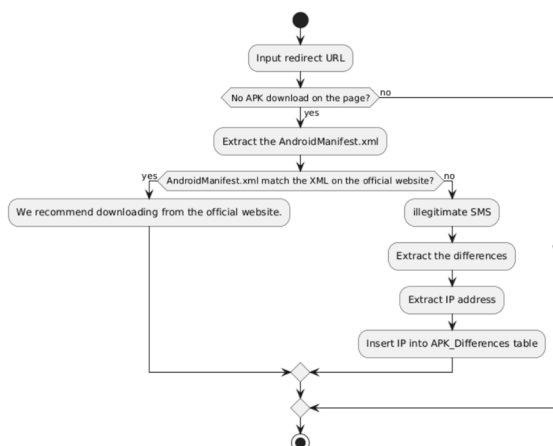 Input redirect URL
No APK download on the page?
no
yes
Extract the AndroidManifest.xml
yes
AndroidManifest.xml match the XML on the official website?
no
We recommend downloading from the official website.
illegitimate SMS
Extract the differences
Extract IP address
Insert IP into APK_Differences table